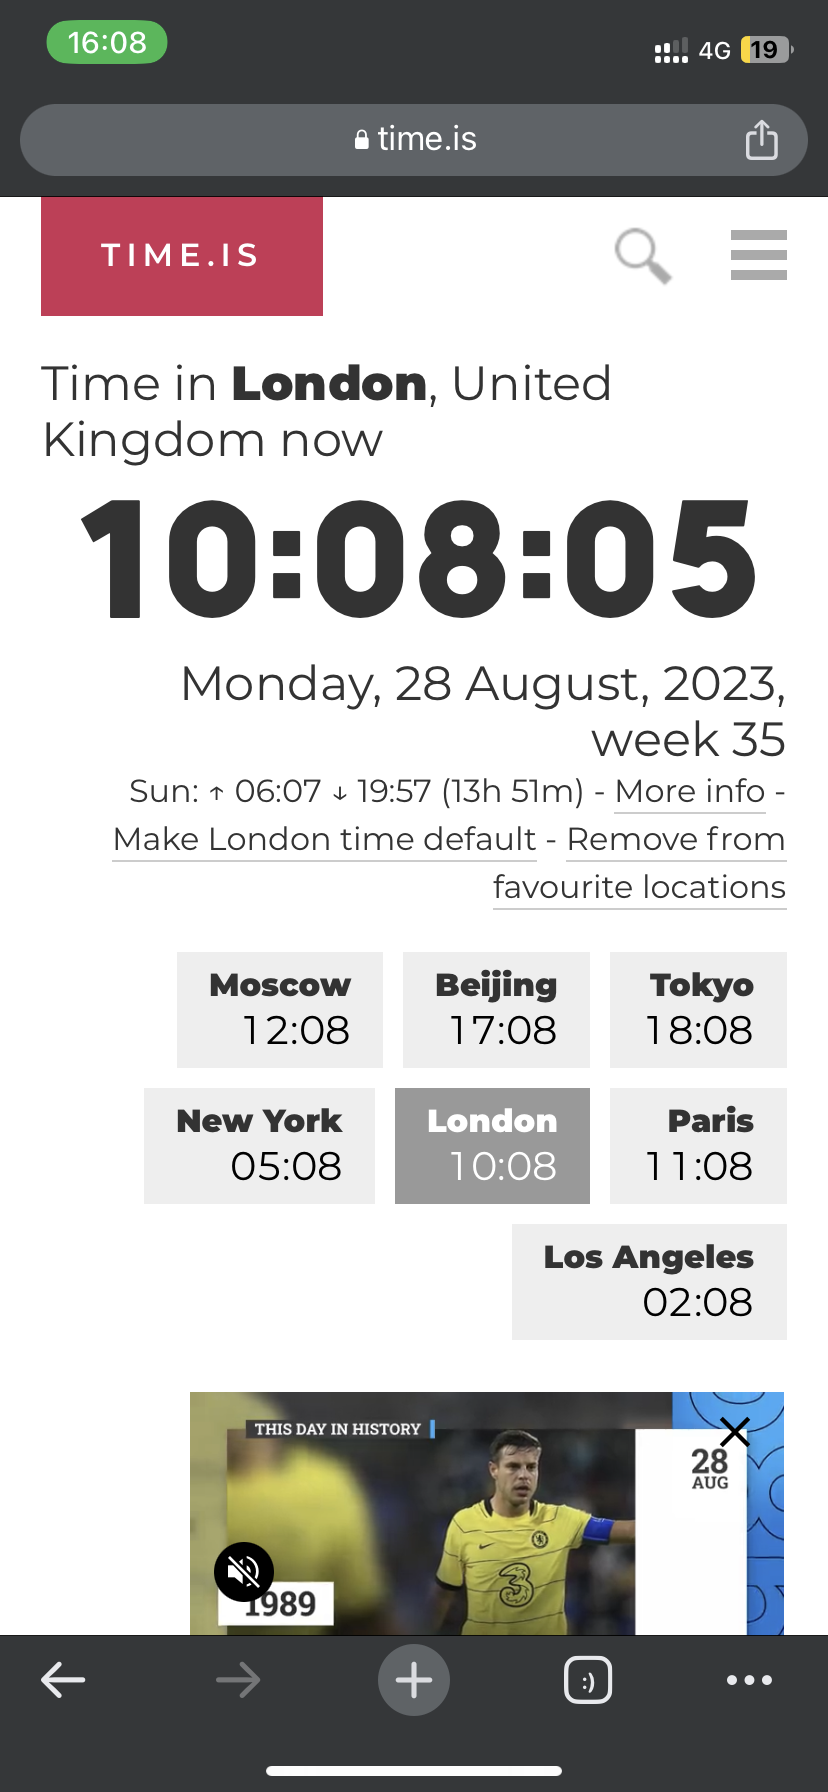 16:08
4G 19
time.is
TIME.IS
Time in London, United
Kingdom now
10:08:05
Monday, 28 August, 2023,
week 35
Sun: ↑ 06:07 ↓ 19:57 (13h 51m) - More info -
Make London time default - Remove from
favourite locations
Moscow Beijing Tokyo
12:08 17:08 18:08
New York London Paris
05:08 10:08 11:08
Los Angeles
02:08
THIS DAY IN HISTORY
28
AUG
3
1989
:)